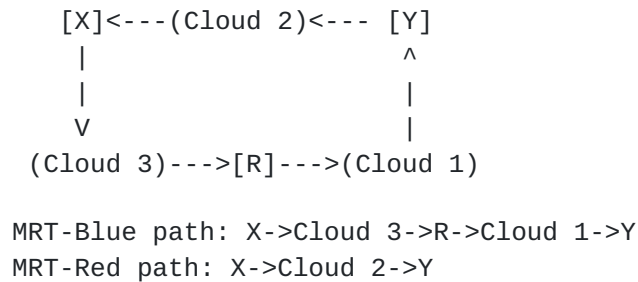 [X]<---(Cloud 2)<--- [Y]
|                     ^
|                     |
V                     |
(Cloud 3)--->[R]--->(Cloud 1)
MRT-Blue path: X->Cloud 3->R->Cloud 1->Y
MRT-Red path: X->Cloud 2->Y